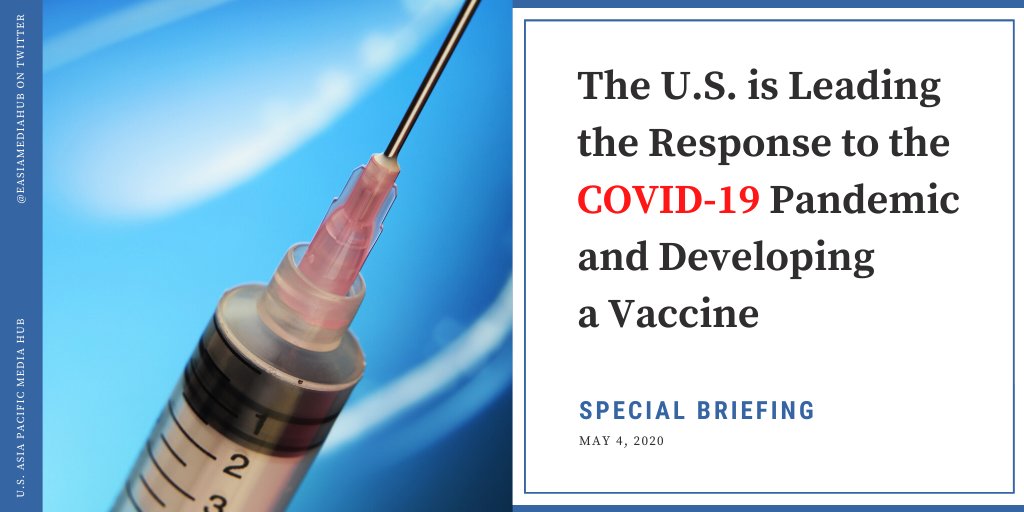 @EASIAMEDIAHUB ON TWITTER
U.S. ASIA PACIFIC MEDIA HUB
1
2
3
The U.S. is Leading
the Response to the
COVID-19 Pandemic
and Developing
a Vaccine
SPECIAL BRIEFING
MAY 4, 2020